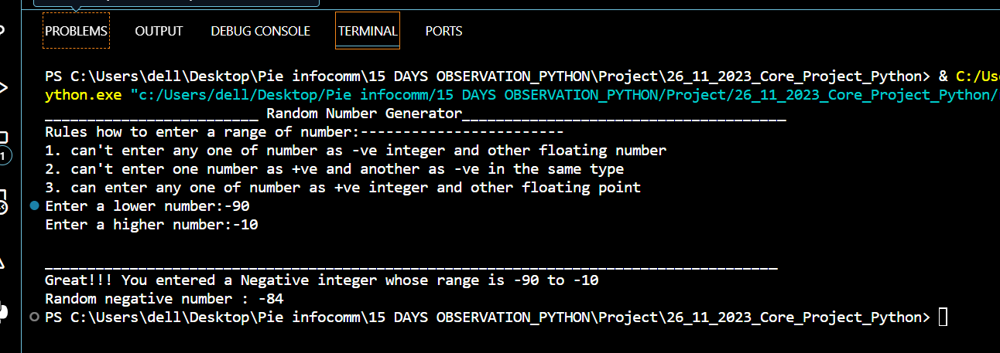 PROBLEMS OUTPUT DEBUG CONSOLE TERMINAL PORTS
PS C:\Users\dell\Desktop\Pie infocomm\15 DAYS OBSERVATION_PYTHON\Project\26_11_2023_Core_Project_Python> & C:/Us
ython.exe "c:/Users/dell/Desktop/Pie infocomm/15 DAYS OBSERVATION_PYTHON/Project/26_11_2023_Core_Project_Python/
_________________________ Random Number Generator______________________________________
Rules how to enter a range of number:------------------------
1. can't enter any one of number as -ve integer and other floating number
2. can't enter one number as +ve and another as -ve in the same type
3. can enter any one of number as +ve integer and other floating point
Enter a lower number:-90
Enter a higher number:-10
______________________________________________________________________________________
Great!!! You entered a Negative integer whose range is -90 to -10
Random negative number : -84
PS C:\Users\dell\Desktop\Pie infocomm\15 DAYS OBSERVATION_PYTHON\Project\26_11_2023_Core_Project_Python>
1